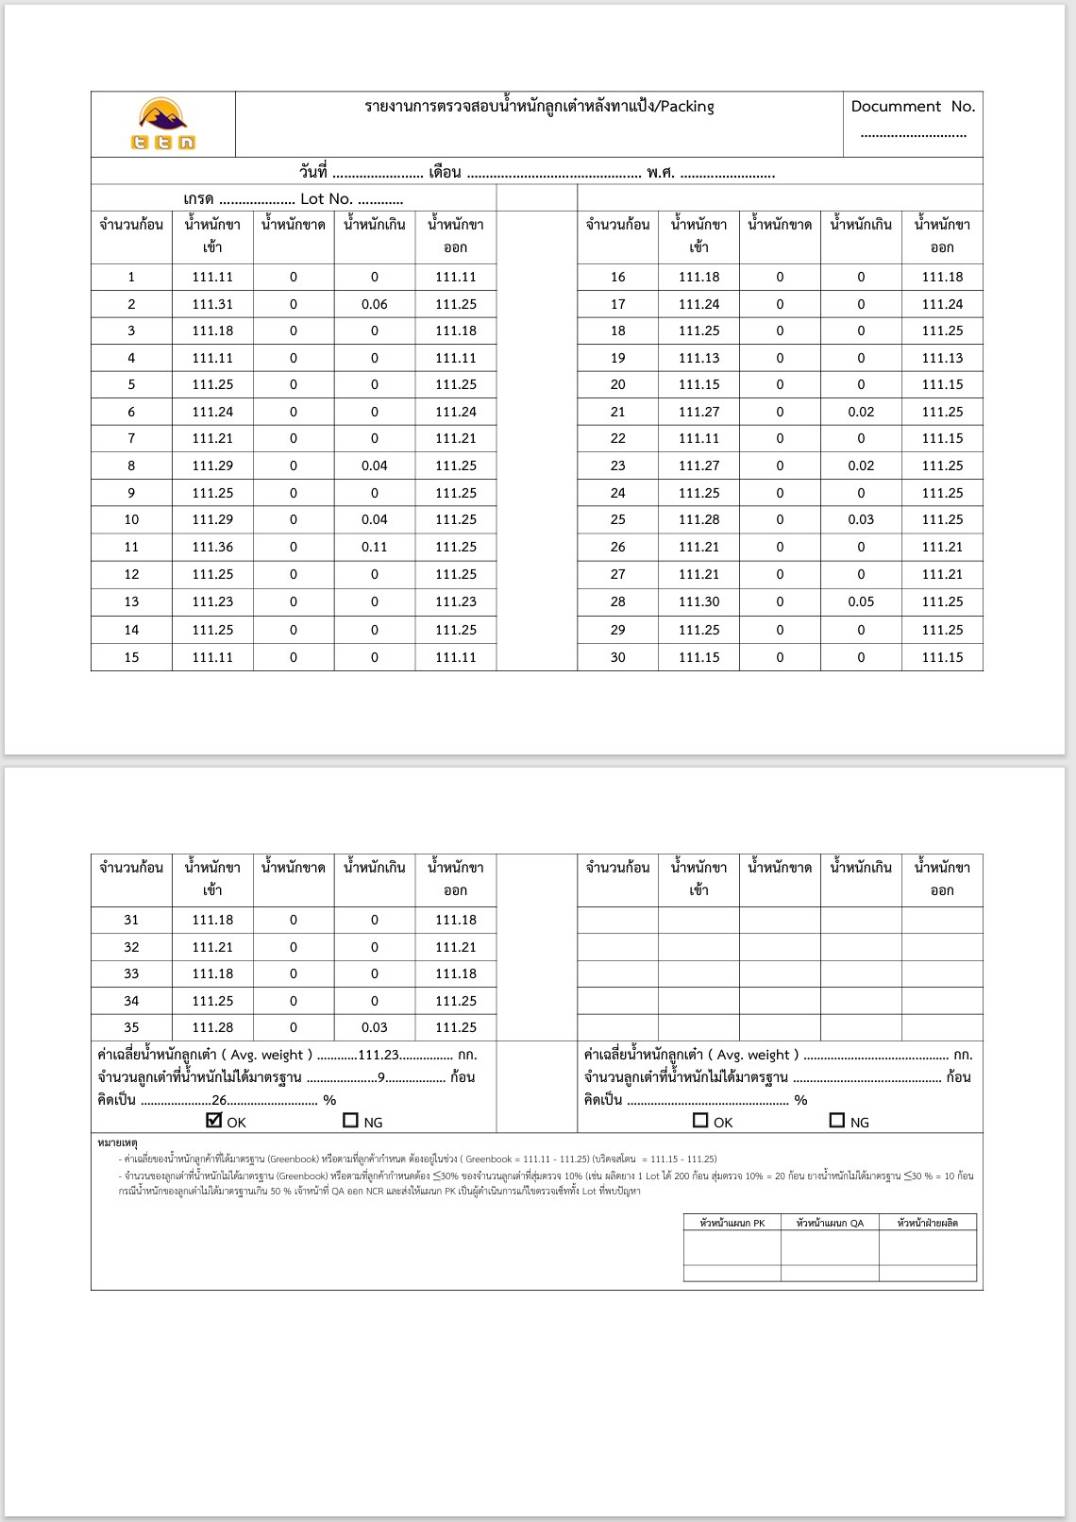 ttn
รายงานการตรวจสอบน้ำหนักลูกเต๋าหลังทาแป้ง/Packing
Documment No.
............................
วันที่ ........................ เดือน .............................................. พ.ศ. .........................
เกรด .................... Lot No. ............
จำนวนก้อน น้ำหนักขาเข้า น้ำหนักขาด น้ำหนักเกิน น้ำหนักขาออก จำนวนก้อน น้ำหนักขาเข้า น้ำหนักขาด น้ำหนักเกิน น้ำหนักขาออก
1 111.11 0 0 111.11 16 111.18 0 0 111.18
2 111.31 0 0.06 111.25 17 111.24 0 0 111.24
3 111.18 0 0 111.18 18 111.25 0 0 111.25
4 111.11 0 0 111.11 19 111.13 0 0 111.13
5 111.25 0 0 111.25 20 111.15 0 0 111.15
6 111.24 0 0 111.24 21 111.27 0 0.02 111.25
7 111.21 0 0 111.21 22 111.11 0 0 111.15
8 111.29 0 0.04 111.25 23 111.27 0 0.02 111.25
9 111.25 0 0 111.25 24 111.25 0 0 111.25
10 111.29 0 0.04 111.25 25 111.28 0 0.03 111.25
11 111.36 0 0.11 111.25 26 111.21 0 0 111.21
12 111.25 0 0 111.25 27 111.21 0 0 111.21
13 111.23 0 0 111.23 28 111.30 0 0.05 111.25
14 111.25 0 0 111.25 29 111.25 0 0 111.25
15 111.11 0 0 111.11 30 111.15 0 0 111.15
จำนวนก้อน น้ำหนักขาเข้า น้ำหนักขาด น้ำหนักเกิน น้ำหนักขาออก จำนวนก้อน น้ำหนักขาเข้า น้ำหนักขาด น้ำหนักเกิน น้ำหนักขาออก
31 111.18 0 0 111.18
32 111.21 0 0 111.21
33 111.18 0 0 111.18
34 111.25 0 0 111.25
35 111.28 0 0.03 111.25
ค่าเฉลี่ยน้ำหนักลูกเต๋า ( Avg. weight ) ............111.23................ กก.
จำนวนลูกเต๋าที่น้ำหนักไม่ได้มาตรฐาน .....................9.................. ก้อน
คิดเป็น .....................26........................... %
☑ OK ☐ NG
ค่าเฉลี่ยน้ำหนักลูกเต๋า ( Avg. weight ) ........................................... กก.
จำนวนลูกเต๋าที่น้ำหนักไม่ได้มาตรฐาน ............................................ ก้อน
คิดเป็น ................................................ %
☐ OK ☐ NG
หมายเหตุ
- ค่าเฉลี่ยของน้ำหนักลูกค้าที่ได้มาตรฐาน (Greenbook) หรือตามที่ลูกค้ากำหนด ต้องอยู่ในช่วง ( Greenbook = 111.11 - 111.25) (บริดจสโตน = 111.15 - 111.25)
- จำนวนของลูกเต๋าที่น้ำหนักไม่ได้มาตรฐาน (Greenbook) หรือตามที่ลูกค้ากำหนดต้อง ≤30% ของจำนวนลูกเต๋าที่สุ่มตรวจ 10% (เช่น ผลิตยาง 1 Lot ได้ 200 ก้อน สุ่มตรวจ 10% = 20 ก้อน ยางน้ำหนักไม่ได้มาตรฐาน ≤30 % = 10 ก้อน
กรณีน้ำหนักของลูกเต๋าไม่ได้มาตรฐานเกิน 50 % เจ้าหน้าที่ QA ออก NCR และส่งให้แผนก PK เป็นผู้ดำเนินการแก้ไขตรวจเช็ททั้ง Lot ที่พบปัญหา
หัวหน้าแผนก PK หัวหน้าแผนก QA หัวหน้าฝ่ายผลิต